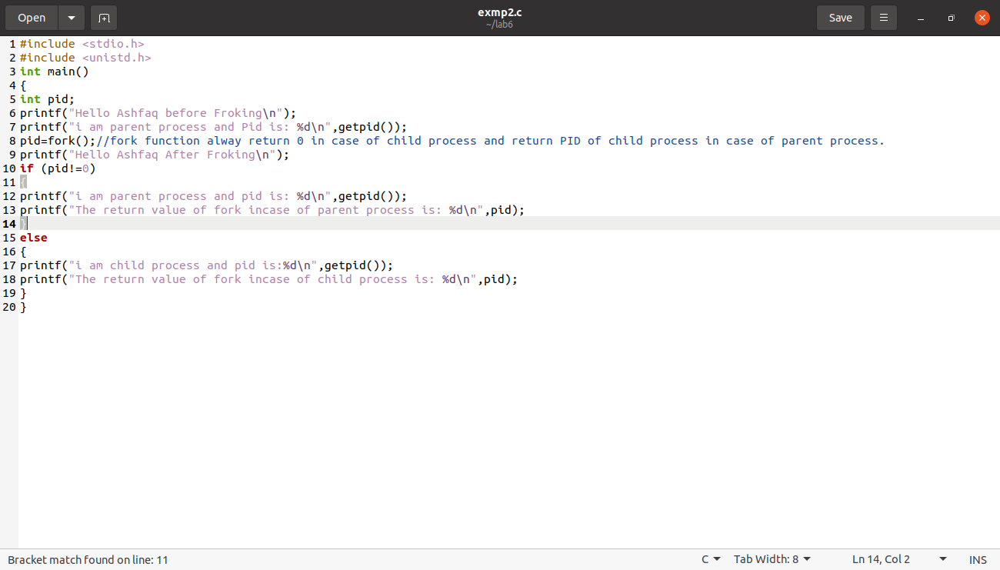 Open
exmp2.c
~/lab6
Save
1 #include <stdio.h>
2 #include <unistd.h>
3 int main()
4 {
5 int pid;
6 printf("Hello Ashfaq before Froking\n");
7 printf("i am parent process and Pid is: %d\n",getpid());
8 pid=fork();//fork function alway return 0 in case of child process and return PID of child process in case of parent process.
9 printf("Hello Ashfaq After Froking\n");
10 if (pid!=0)
11 {
12 printf("i am parent process and pid is: %d\n",getpid());
13 printf("The return value of fork incase of parent process is: %d\n",pid);
14 }
15 else
16 {
17 printf("i am child process and pid is:%d\n",getpid());
18 printf("The return value of fork incase of child process is: %d\n",pid);
19 }
20 }
Bracket match found on line: 11
C
Tab Width: 8
Ln 14, Col 2
INS